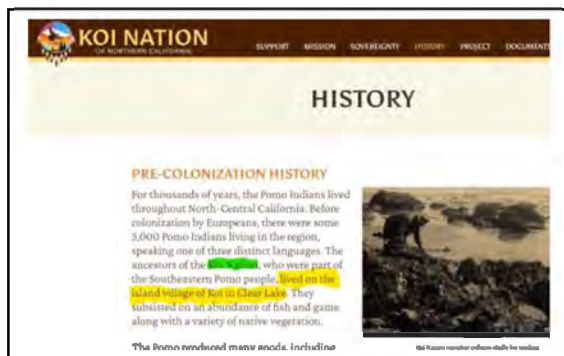 KOI NATION
OF NORTHERN CALIFORNIA
SUPPORT MISSION SOVEREIGNTY HISTORY PROJECT DOCUMENTS
HISTORY
PRE-COLONIZATION HISTORY
For thousands of years, the Pomo Indians lived
throughout North-Central California. Before
colonization by Europeans, there were some
3,000 Pomo Indians living in the region,
speaking one of three distinct languages. The
ancestors of the Koi Nation, who were part of
the Southeastern Pomo people, lived on the
island village of Koi in Clear Lake. They
subsisted on an abundance of fish and game
along with a variety of native vegetation.
The Pomo produced many goods, including